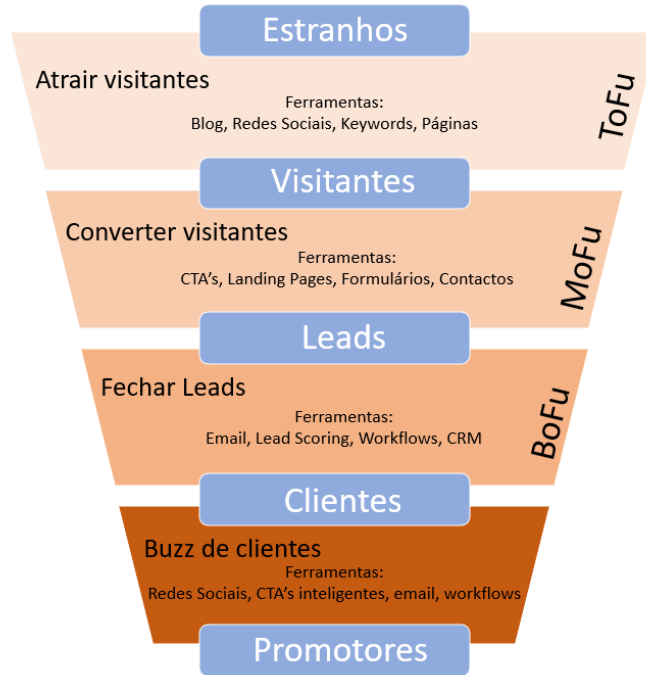 Estranhos
Atrair visitantes
Ferramentas:
Blog, Redes Sociais, Keywords, Páginas
ToFu
Visitantes
Converter visitantes
Ferramentas:
CTA's, Landing Pages, Formulários, Contactos
MoFu
Leads
Fechar Leads
Ferramentas:
Email, Lead Scoring, Workflows, CRM
BoFu
Clientes
Buzz de clientes
Ferramentas:
Redes Sociais, CTA's inteligentes, email, workflows
Promotores